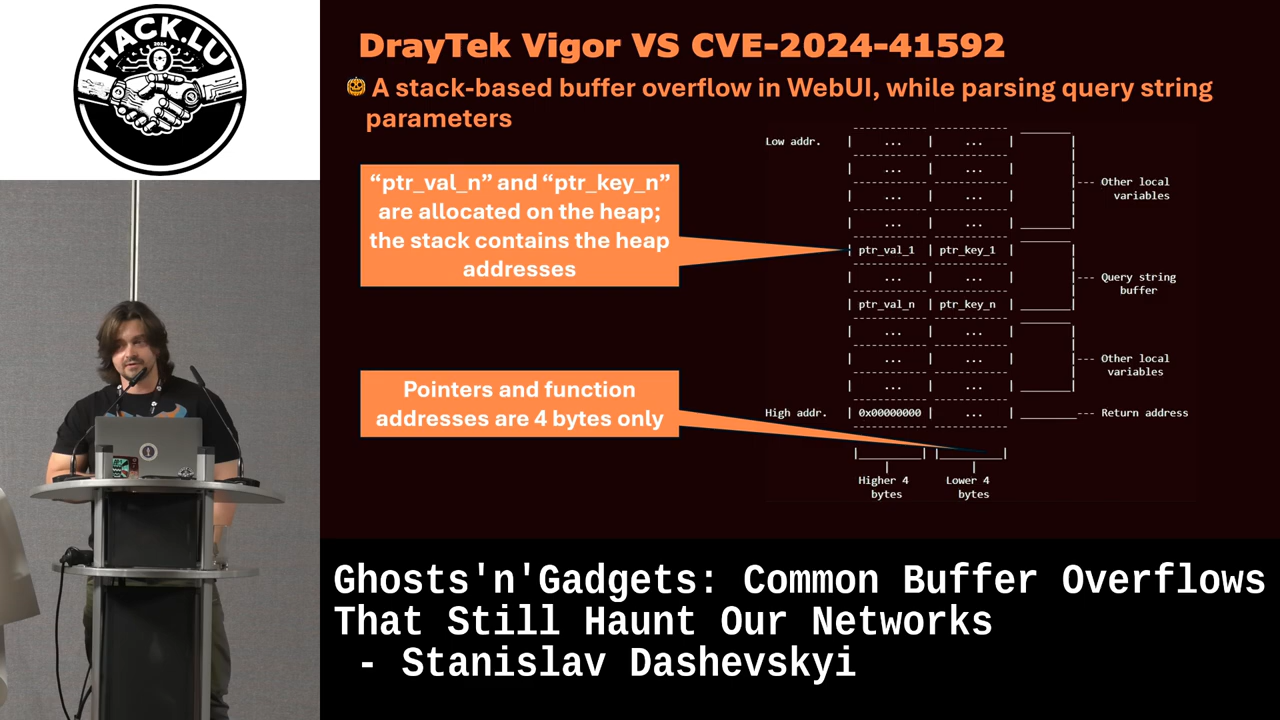 HACK.LU
2024
DrayTek Vigor VS CVE-2024-41592
A stack-based buffer overflow in WebUI, while parsing query string
parameters
“ptr_val_n” and “ptr_key_n”
are allocated on the heap;
the stack contains the heap
addresses
Pointers and function
addresses are 4 bytes only
Low addr. | ... | ... |
| ... | ... |
| ... | ... | --- Other local
variables
| ... | ... |
| ptr_val_1 | ptr_key_1 |
| ... | ... | --- Query string
buffer
| ptr_val_n | ptr_key_n |
| ... | ... |
| ... | ... | --- Other local
variables
| ... | ... |
High addr. | 0x00000000 | ... | --- Return address
Higher 4 Lower 4
bytes bytes
Ghosts'n'Gadgets: Common Buffer Overflows
That Still Haunt Our Networks
- Stanislav Dashevskyi